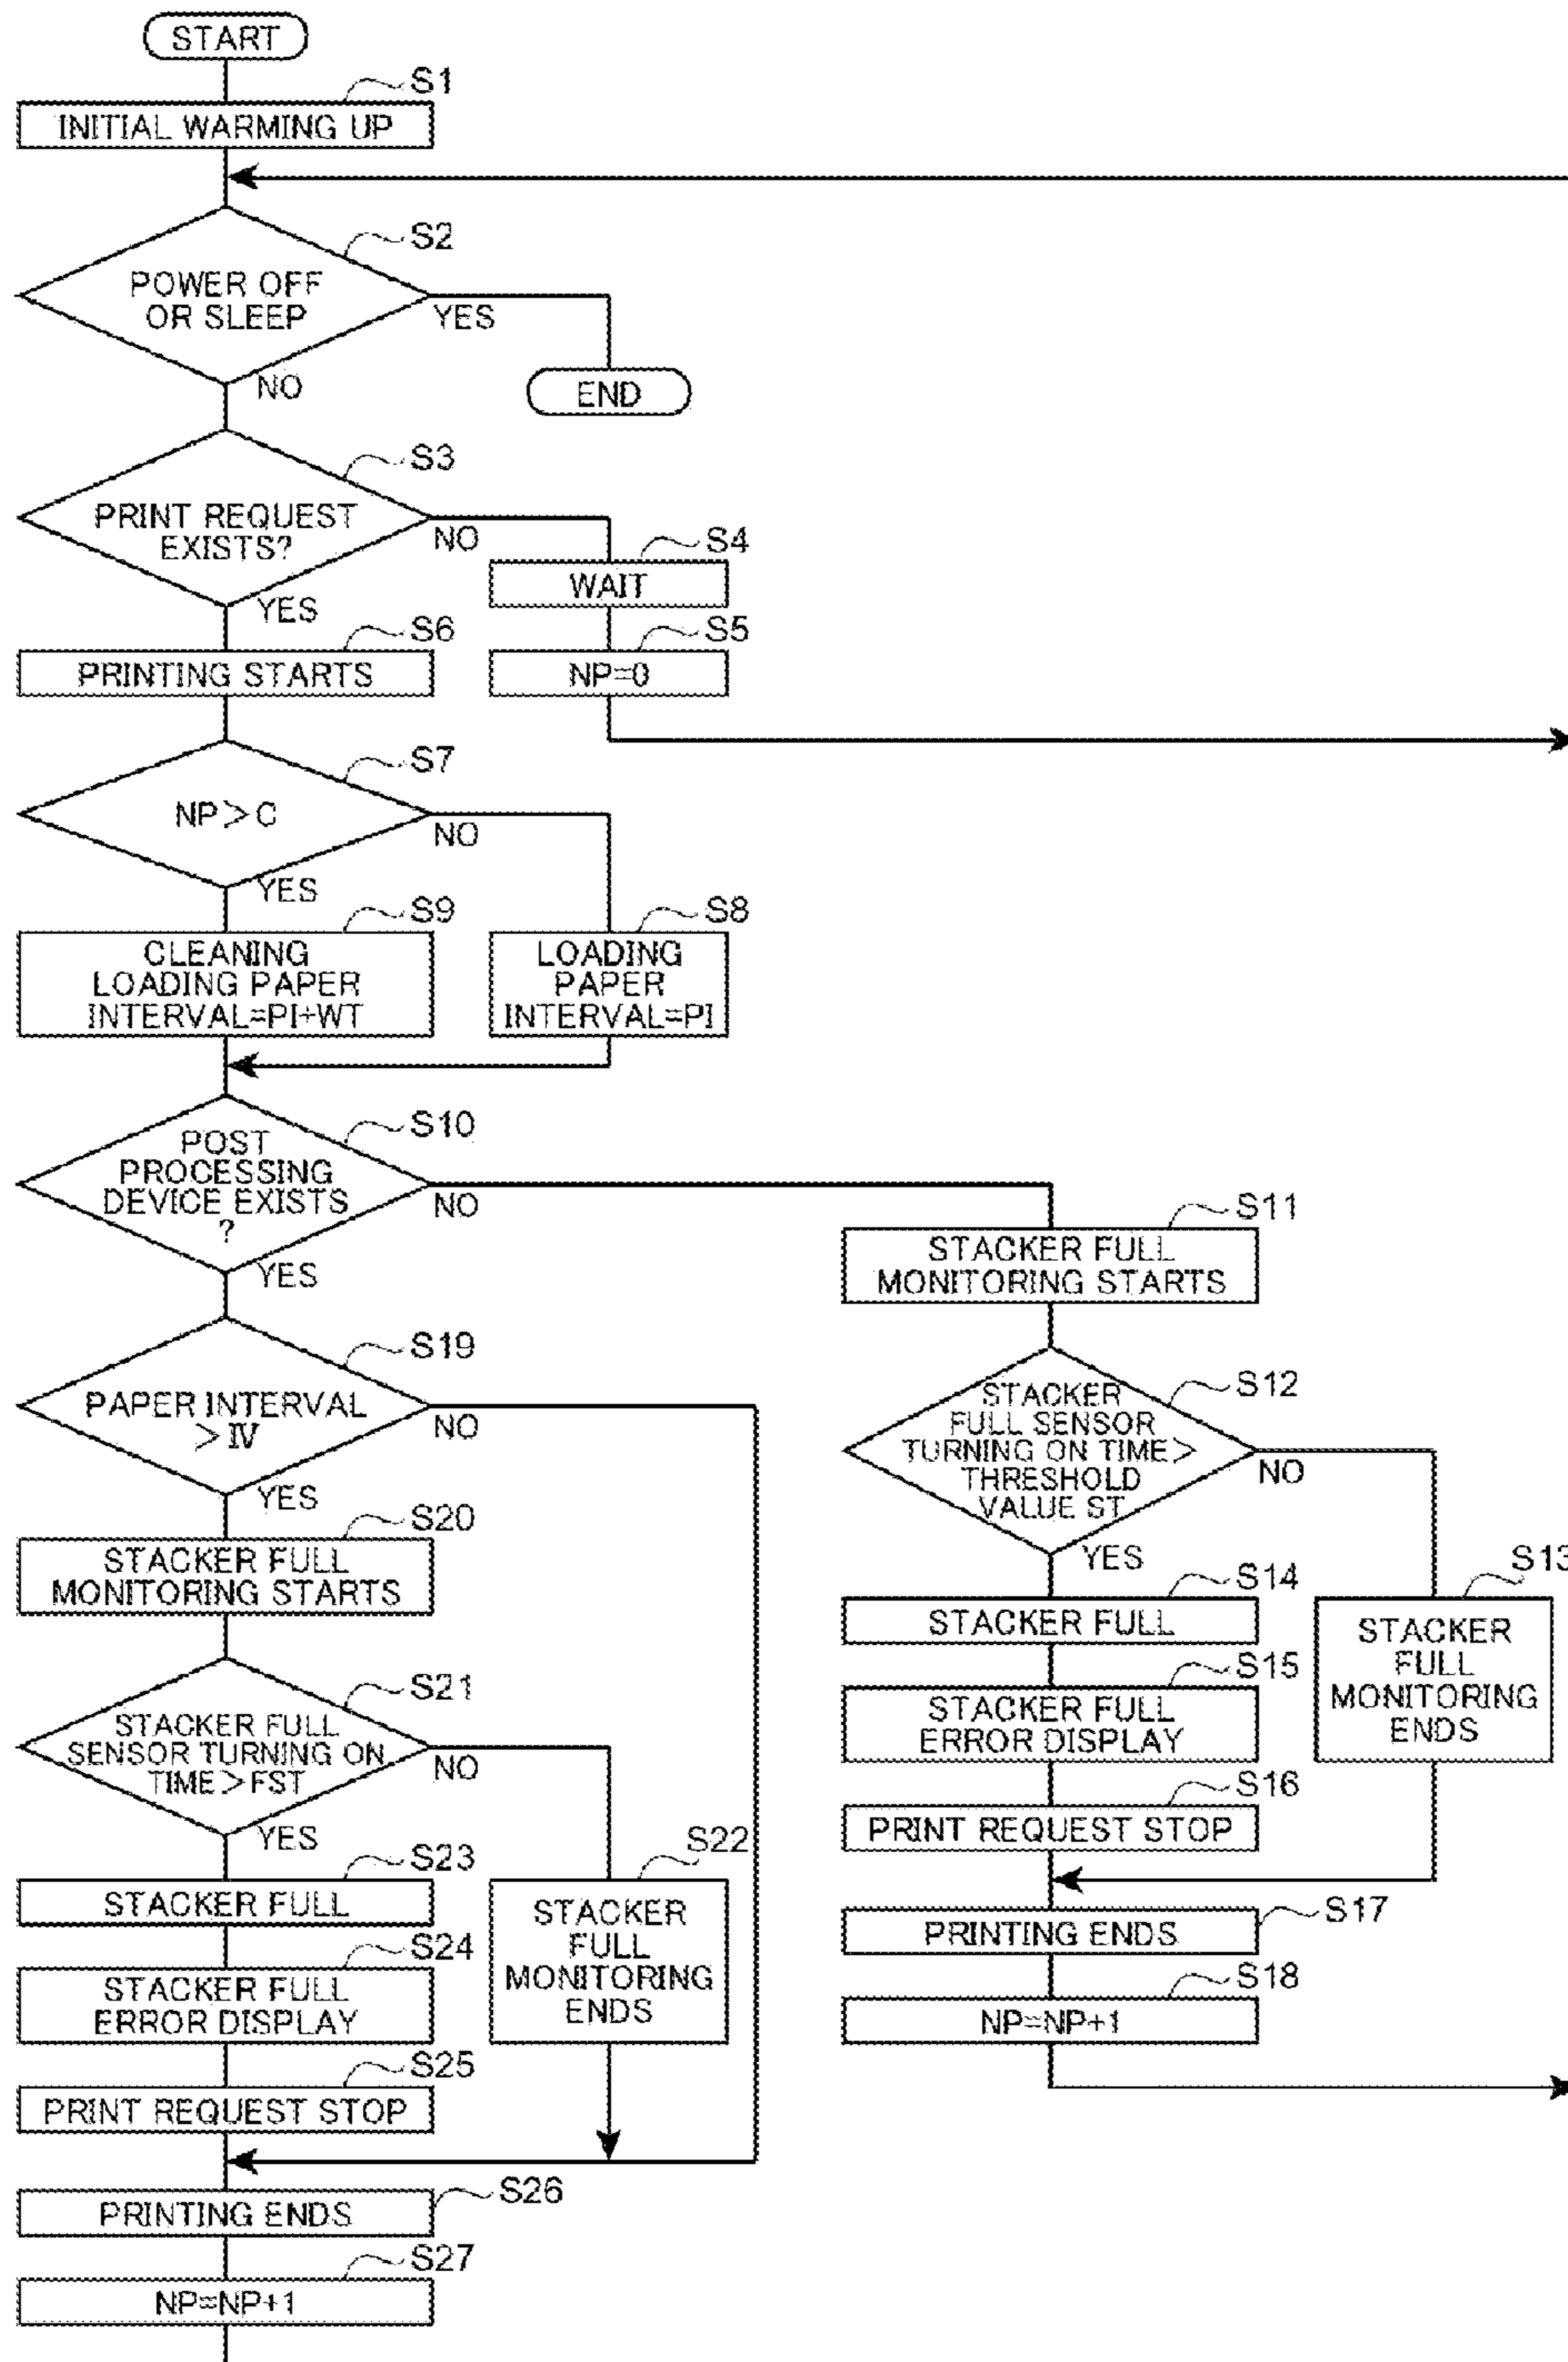 START
S1
INITIAL WARMING UP
S2
POWER OFF
OR SLEEP
YES
NO
END
S3
PRINT REQUEST
EXISTS?
NO
YES
S4
WAIT
S5
NP=0
S6
PRINTING STARTS
S7
NP>C
NO
YES
S9
CLEANING
LOADING PAPER
INTERVAL=PI+WT
S8
LOADING
PAPER
INTERVAL=PI
S10
POST
PROCESSING
DEVICE EXISTS
?
NO
YES
S11
STACKER FULL
MONITORING STARTS
S12
STACKER
FULL SENSOR
TURNING ON TIME>
THRESHOLD
VALUE ST
NO
YES
S13
STACKER
FULL
MONITORING
ENDS
S14
STACKER FULL
S15
STACKER FULL
ERROR DISPLAY
S16
PRINT REQUEST STOP
S17
PRINTING ENDS
S18
NP=NP+1
S19
PAPER INTERVAL
>IV
NO
YES
S20
STACKER FULL
MONITORING STARTS
S21
STACKER FULL
SENSOR TURNING ON
TIME>FST
NO
YES
S22
STACKER
FULL
MONITORING
ENDS
S23
STACKER FULL
S24
STACKER FULL
ERROR DISPLAY
S25
PRINT REQUEST STOP
S26
PRINTING ENDS
S27
NP=NP+1